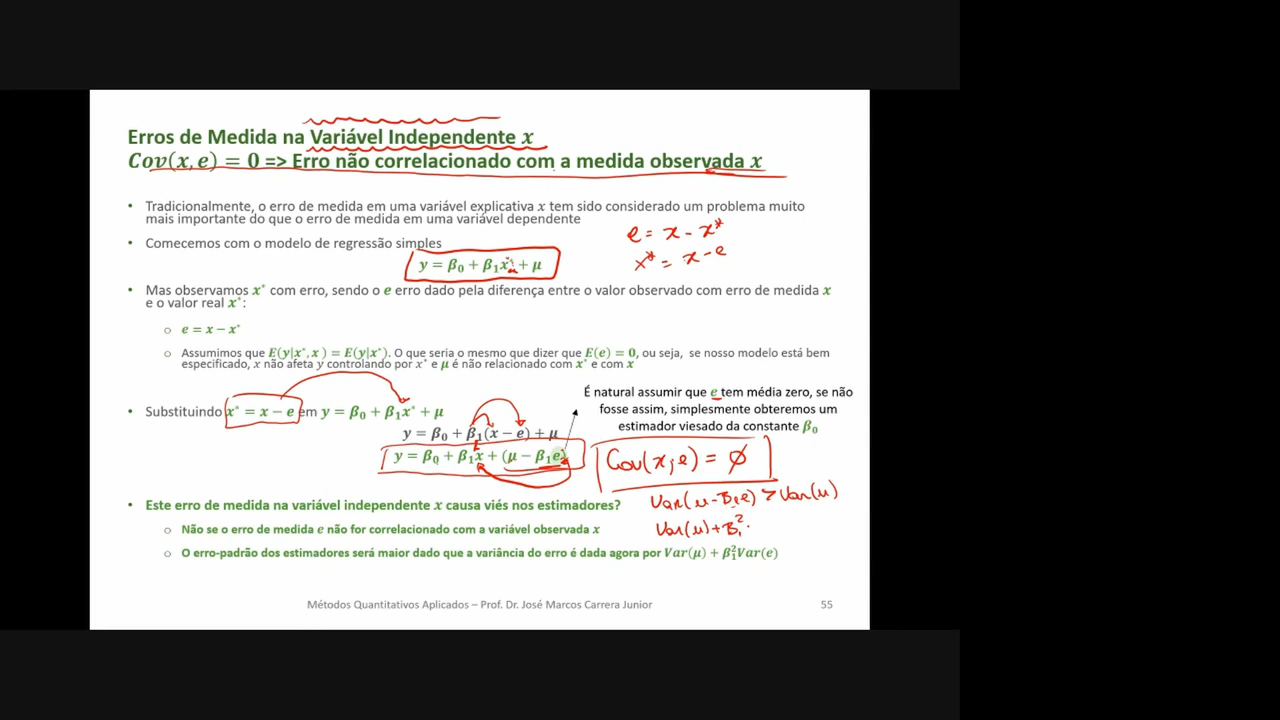 Erros de Medida na Variável Independente x
Cov(x, e) = 0 => Erro não correlacionado com a medida observada x
• Tradicionalmente, o erro de medida em uma variável explicativa x tem sido considerado um problema muito
mais importante do que o erro de medida em uma variável dependente
e = x - x*
• Comecemos com o modelo de regressão simples
x* = x - e
y = β₀ + β₁x* + μ
• Mas observamos x* com erro, sendo o e erro dado pela diferença entre o valor observado com erro de medida x
e o valor real x*:
○ e = x − x*
○ Assumimos que E(y|x*, x) = E(y|x*). O que seria o mesmo que dizer que E(e) = 0, ou seja, se nosso modelo está bem
especificado, x não afeta y controlando por x* e μ é não relacionado com x* e com x
É natural assumir que e tem média zero, se não
fosse assim, simplesmente obteremos um
estimador viesado da constante β₀
• Substituindo x* = x − e em y = β₀ + β₁x* + μ
y = β₀ + β₁(x − e) + μ
y = β₀ + β₁x + (μ − β₁e)
Cov(x, e) = ∅
Var(μ - B₁e) > Var(μ)
Var(μ) + B₁² ·
• Este erro de medida na variável independente x causa viés nos estimadores?
○ Não se o erro de medida e não for correlacionado com a variável observada x
○ O erro-padrão dos estimadores será maior dado que a variância do erro é dada agora por Var(μ) + β₁²Var(e)
Métodos Quantitativos Aplicados – Prof. Dr. José Marcos Carrera Junior
55